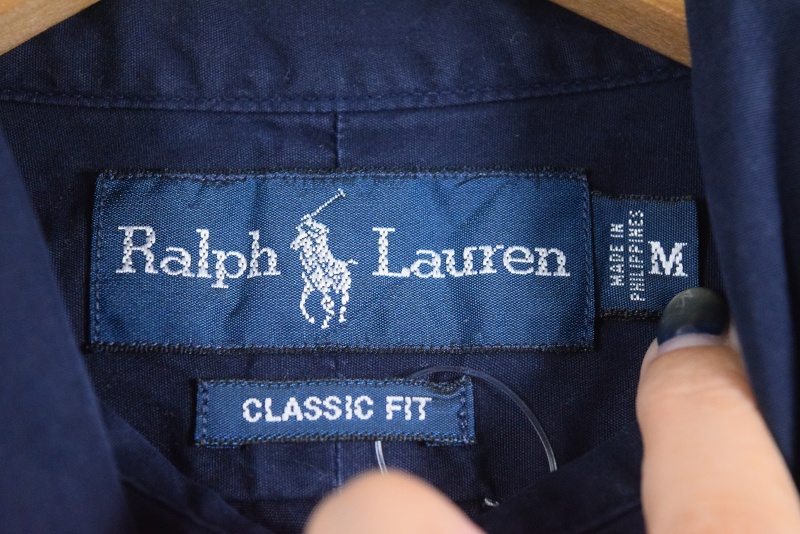 Ralph Lauren
MADE IN
PHILIPPINES
M
CLASSIC FIT